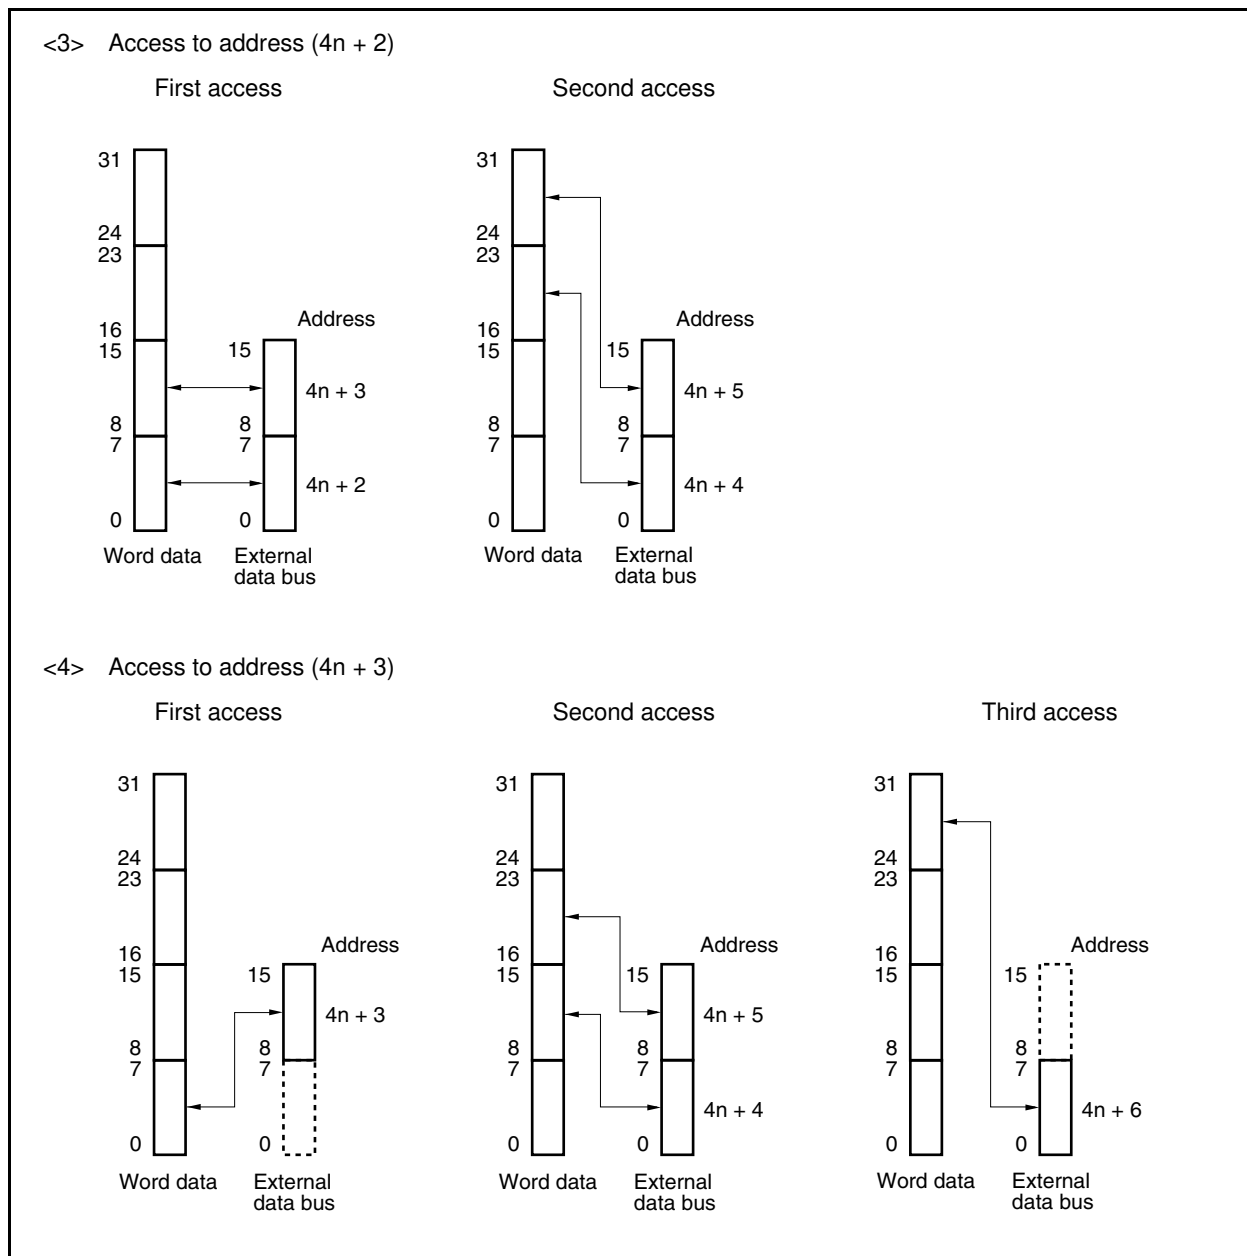 <3> Access to address (4n + 2)
First access
Second access
31
24
23
16
15
8
7
0
Address
15
4n + 3
8
7
4n + 2
0
Word data
External
data bus
31
24
23
16
15
8
7
0
Address
15
4n + 5
8
7
4n + 4
0
Word data
External
data bus
<4> Access to address (4n + 3)
First access
Second access
Third access
31
24
23
16
15
8
7
0
Address
15
4n + 3
8
7
0
Word data
External
data bus
31
24
23
16
15
8
7
0
Address
15
4n + 5
8
7
4n + 4
0
Word data
External
data bus
31
24
23
16
15
8
7
0
Address
15
8
7
4n + 6
0
Word data
External
data bus